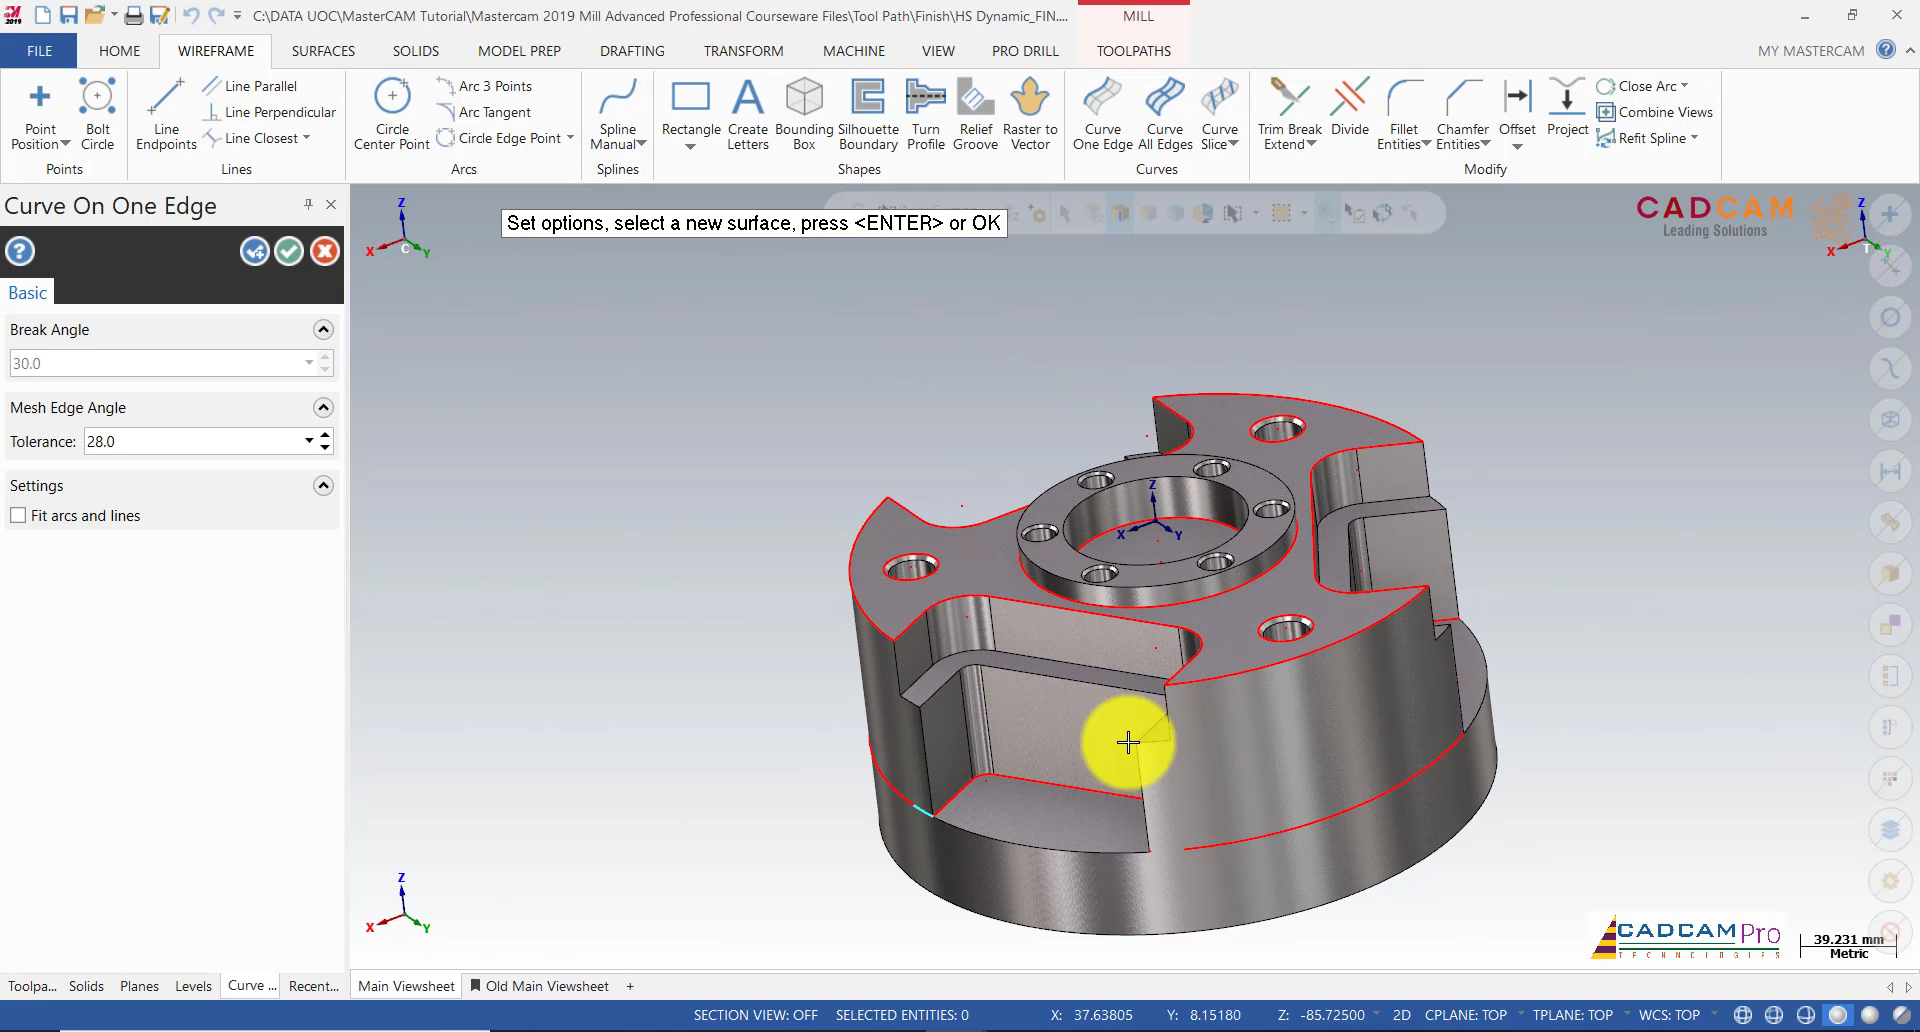 2019
C:\DATA UOC\MasterCAM Tutorial\Mastercam 2019 Mill Advanced Professional Courseware Files\Tool Path\Finish\HS Dynamic_FIN....
MILL
FILE
HOME
WIREFRAME
SURFACES
SOLIDS
MODEL PREP
DRAFTING
TRANSFORM
MACHINE
VIEW
PRO DRILL
TOOLPATHS
MY MASTERCAM
Point Position
Bolt Circle
Points
Line Endpoints
Line Parallel
Line Perpendicular
Line Closest
Lines
Circle Center Point
Arc 3 Points
Arc Tangent
Circle Edge Point
Arcs
Spline Manual
Splines
Rectangle
Create Letters
Bounding Box
Silhouette Boundary
Turn Profile
Relief Groove
Raster to Vector
Shapes
Curve One Edge
Curve All Edges
Curve Slice
Curves
Trim Break Extend
Divide
Fillet Entities
Chamfer Entities
Offset
Project
Close Arc
Combine Views
Refit Spline
Modify
Curve On One Edge
Basic
Break Angle
30.0
Mesh Edge Angle
Tolerance: 28.0
Settings
Fit arcs and lines
Set options, select a new surface, press <ENTER> or OK
Z
X
C
Y
CADCAM
Leading Solutions
Z
X
T
Y
Z
X
Y
Z
X
Y
CADCAM Pro
TECHNOLOGIES
39.231 mm
Metric
Toolpa...
Solids
Planes
Levels
Curve ...
Recent...
Main Viewsheet
Old Main Viewsheet
+
SECTION VIEW: OFF
SELECTED ENTITIES: 0
X: 37.63805
Y: 8.15180
Z: -85.72500
2D
CPLANE: TOP
TPLANE: TOP
WCS: TOP